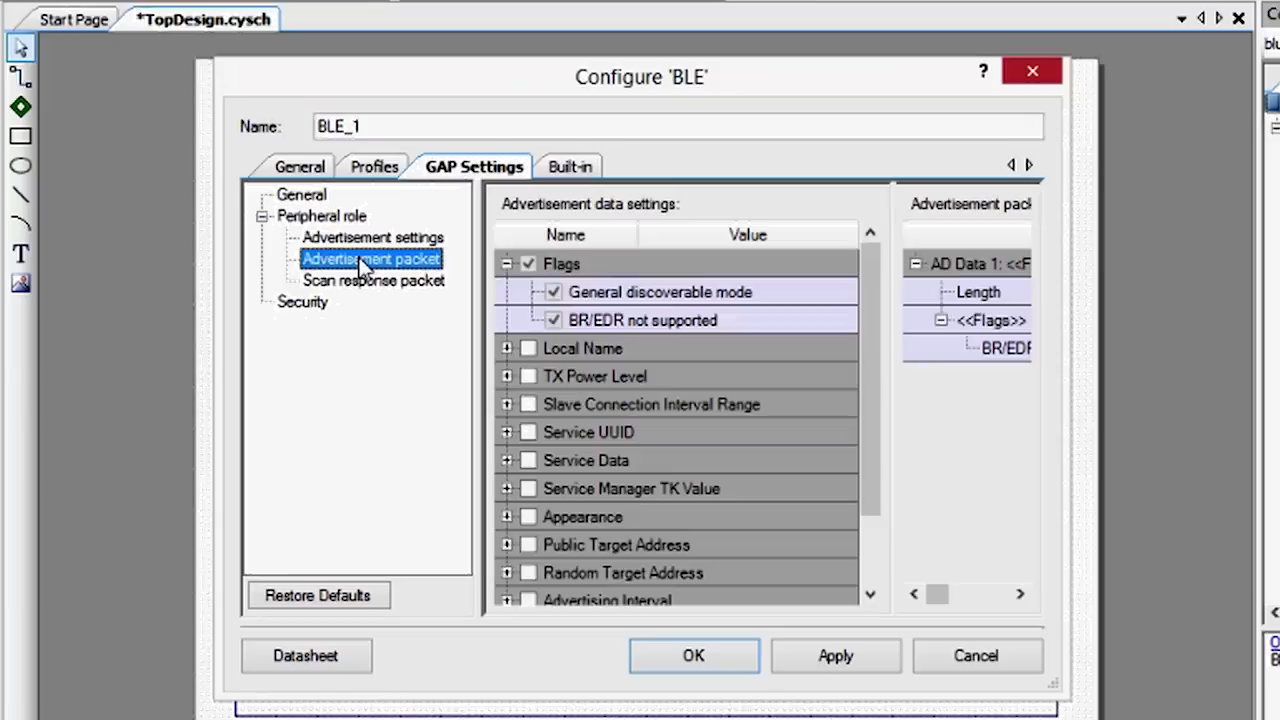 Start Page
*TopDesign.cysch
Configure 'BLE'
?
Name:
BLE_1
General
Profiles
GAP Settings
Built-in
General
Peripheral role
Advertisement settings
Advertisement packet
Scan response packet
Security
Restore Defaults
Advertisement data settings:
Name
Value
Flags
General discoverable mode
BR/EDR not supported
Local Name
TX Power Level
Slave Connection Interval Range
Service UUID
Service Data
Service Manager TK Value
Appearance
Public Target Address
Random Target Address
Advertising Interval
Advertisement pack
AD Data 1: <<F
Length
<<Flags>>
BR/EDF
Datasheet
OK
Apply
Cancel
T